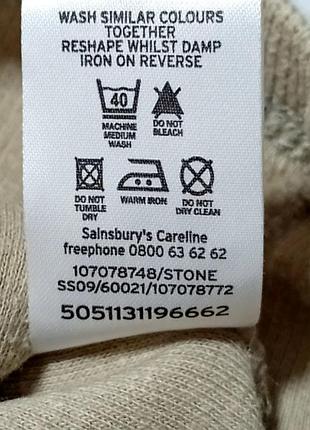 WASH SIMILAR COLOURS
TOGETHER
RESHAPE WHILST DAMP
IRON ON REVERSE
40
MACHINE
MEDIUM
WASH
DO NOT
BLEACH
DO NOT
TUMBLE
DRY
WARM IRON
DO NOT
DRY CLEAN
Sainsbury's Careline
freephone 0800 63 62 62
107078748/STONE
SS09/60021/107078772
5051131196662